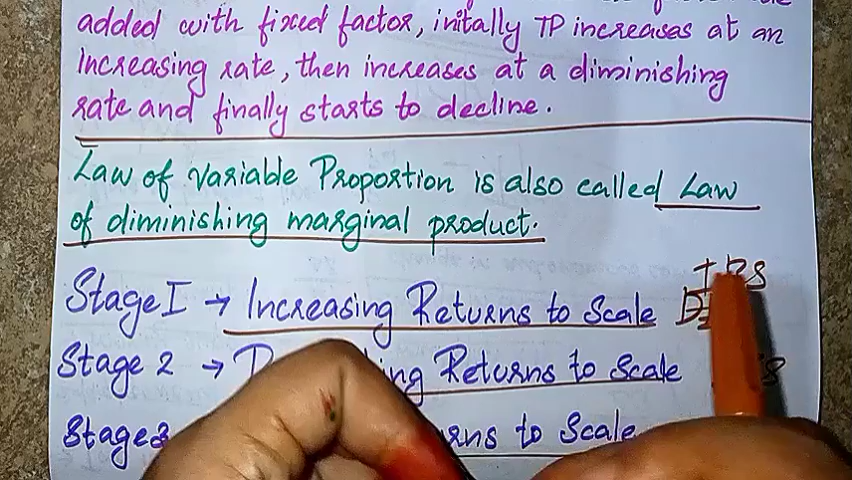 added with fixed factor, initally TP increases at an
increasing rate, then increases at a diminishing
rate and finally starts to decline.
Law of Variable Proportion is also called Law
of diminishing marginal product.
Stage I → Increasing Returns to Scale
Stage 2 → Returns to Scale
Stage3 to Scale